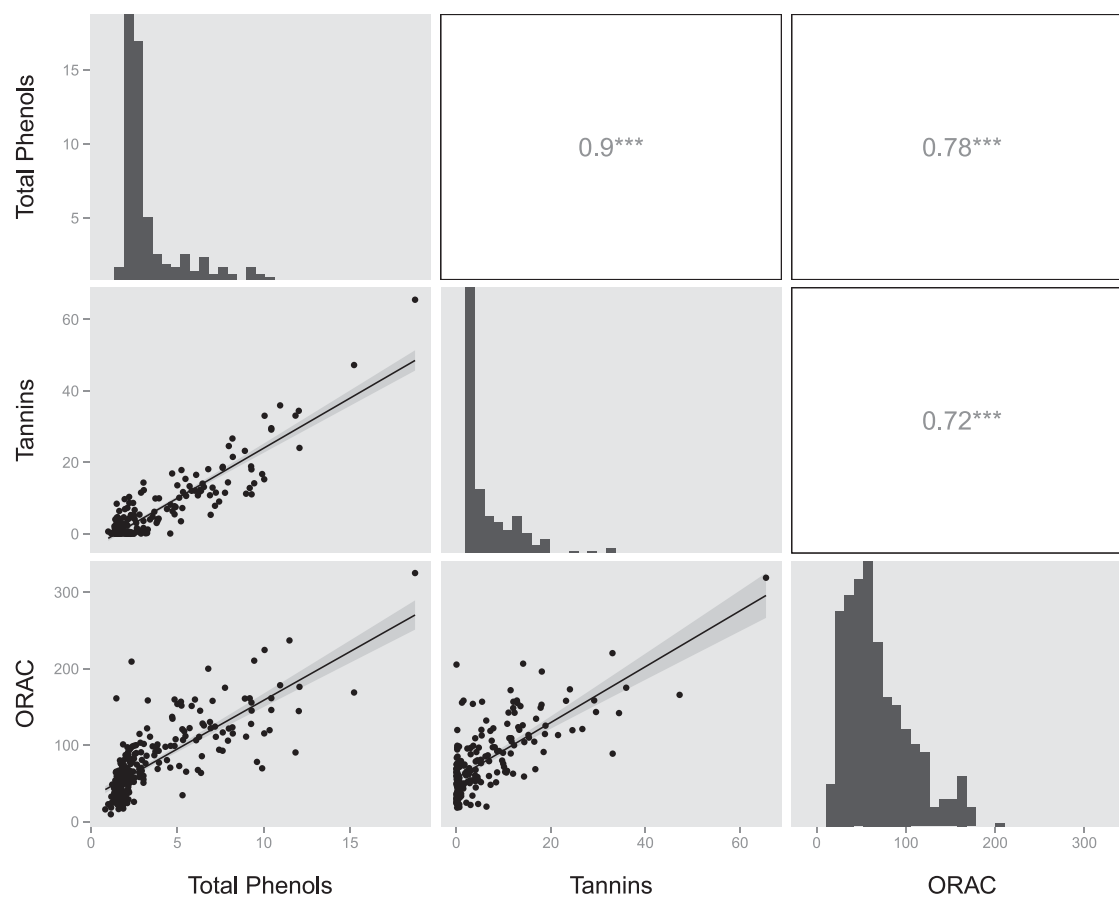 Total Phenols
15
10
5
0.9***
0.78***
Tannins
60
40
20
0
0.72***
ORAC
300
200
100
0
0 5 10 15
0 20 40 60
0 100 200 300
Total Phenols
Tannins
ORAC